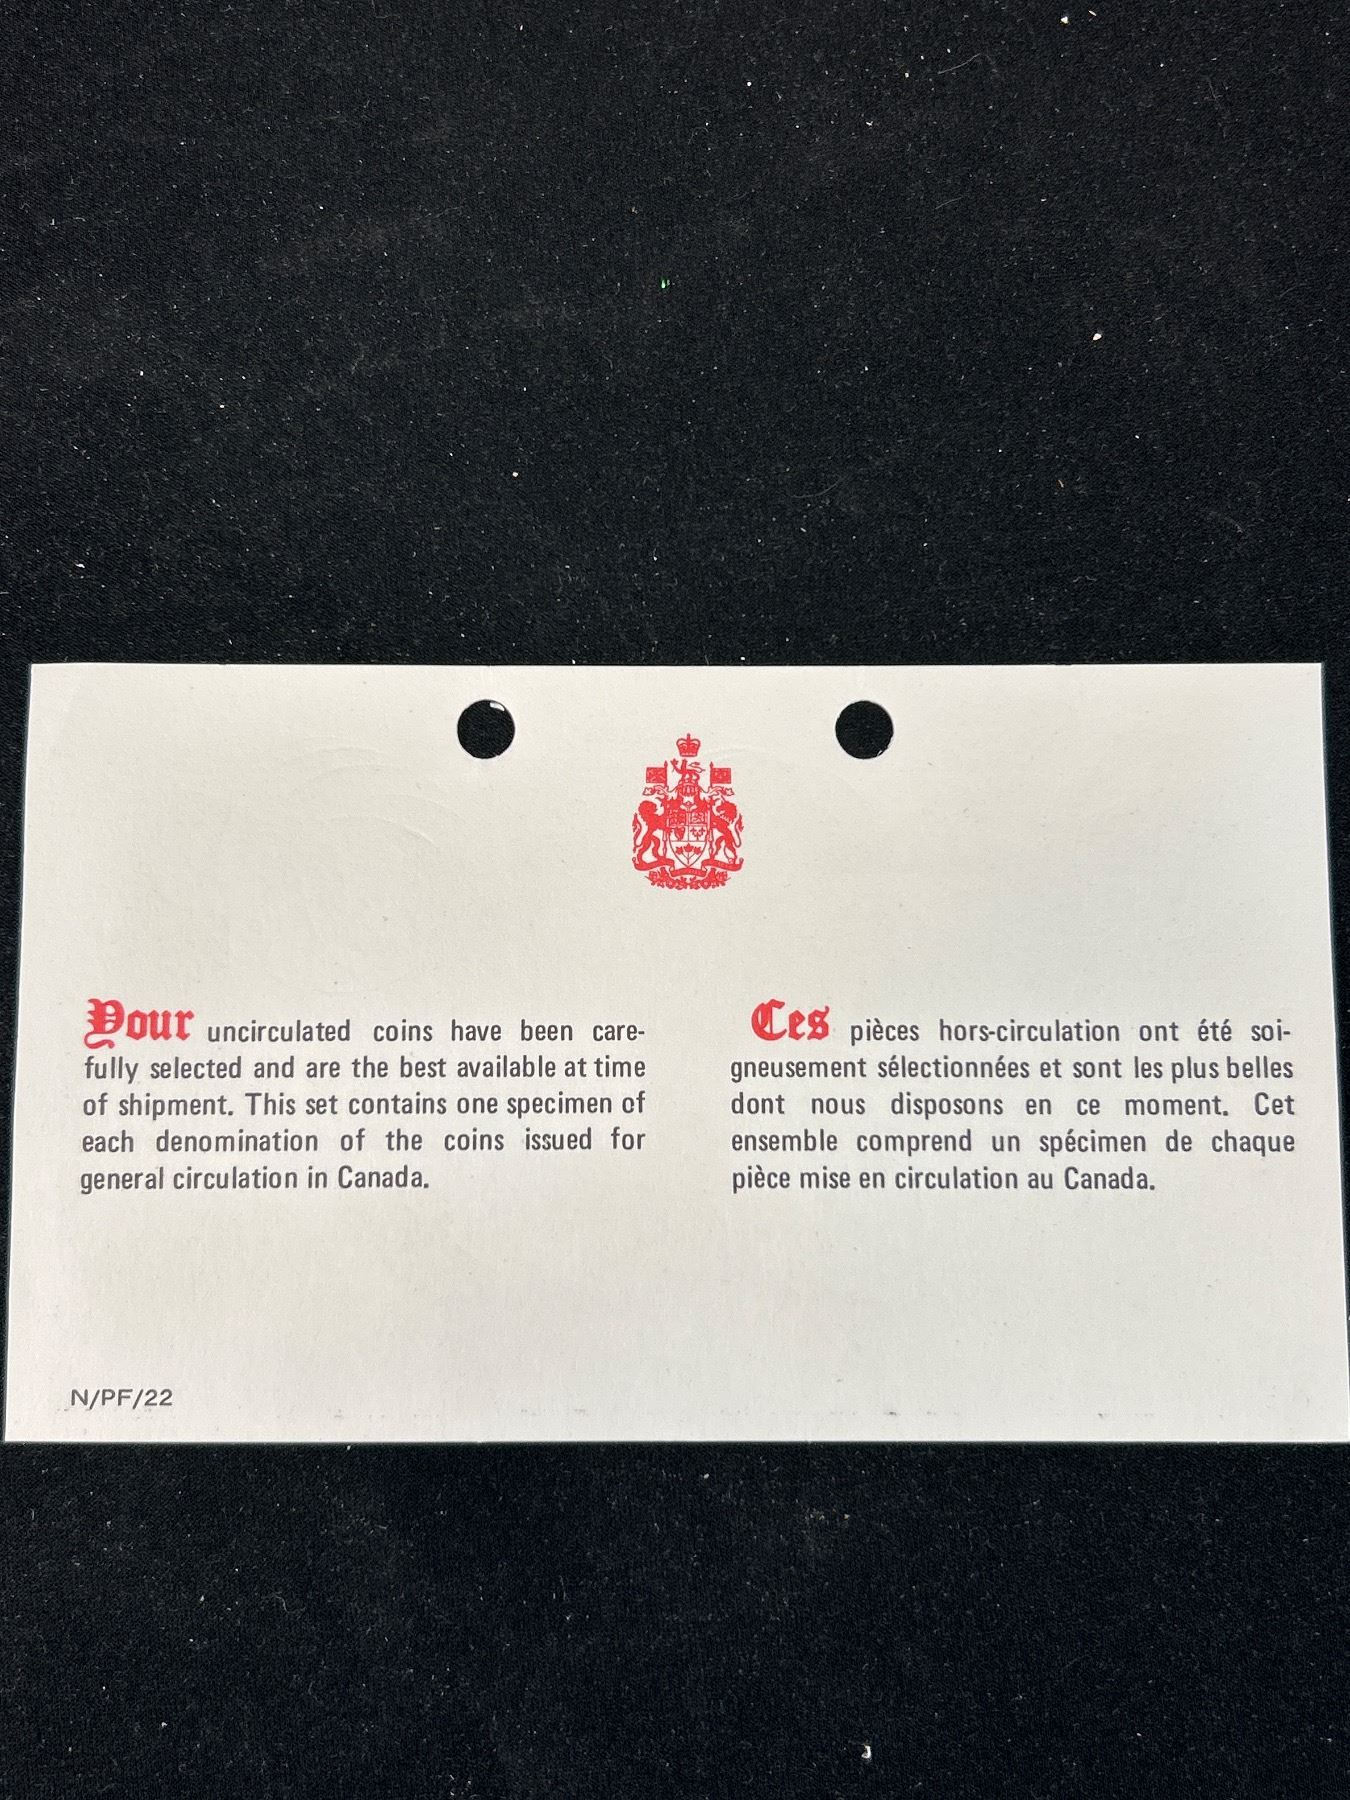 Your uncirculated coins have been care-
fully selected and are the best available at time
of shipment. This set contains one specimen of
each denomination of the coins issued for
general circulation in Canada.
Ces pièces hors-circulation ont été soi-
gneusement sélectionnées et sont les plus belles
dont nous disposons en ce moment. Cet
ensemble comprend un spécimen de chaque
pièce mise en circulation au Canada.
N/PF/22